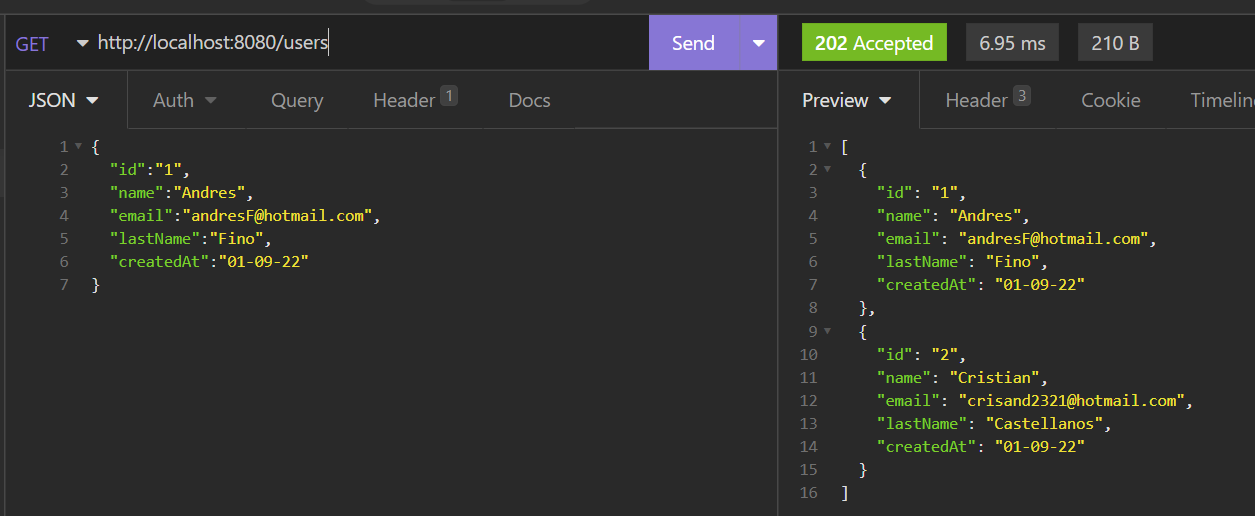 GET http://localhost:8080/users Send 202 Accepted 6.95 ms 210 B
JSON Auth Query Header 1 Docs
1 {
2 "id":"1",
3 "name":"Andres",
4 "email":"andresF@hotmail.com",
5 "lastName":"Fino",
6 "createdAt":"01-09-22"
7 }
Preview Header 3 Cookie Timelin
1 [
2 {
3 "id": "1",
4 "name": "Andres",
5 "email": "andresF@hotmail.com",
6 "lastName": "Fino",
7 "createdAt": "01-09-22"
8 },
9 {
10 "id": "2",
11 "name": "Cristian",
12 "email": "crisand2321@hotmail.com",
13 "lastName": "Castellanos",
14 "createdAt": "01-09-22"
15 }
16 ]